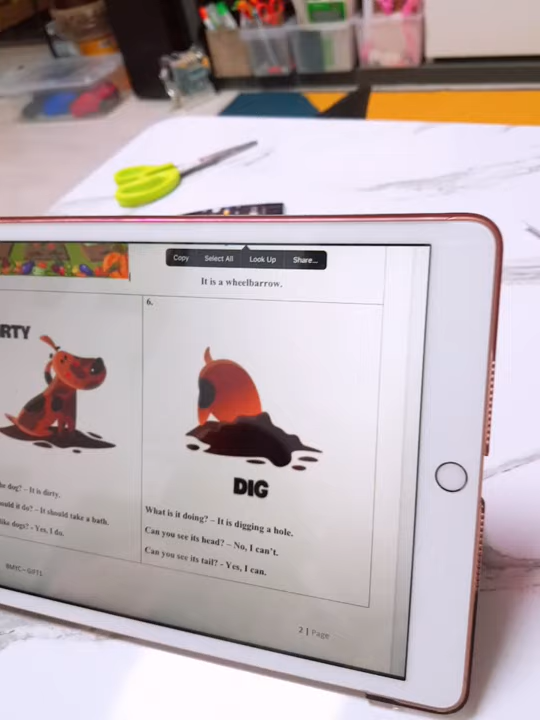 Copy
Select All
Look Up
Share...
It is a wheelbarrow.
RTY
dog? – It is dirty.
it do? – It should take a bath.
like dogs? - Yes, I do.
6.
DIG
What is it doing? – It is digging a hole.
Can you see its head? – No, I can't.
Can you see its tail? - Yes, I can.
8MYC – GIFT1
2 | Page